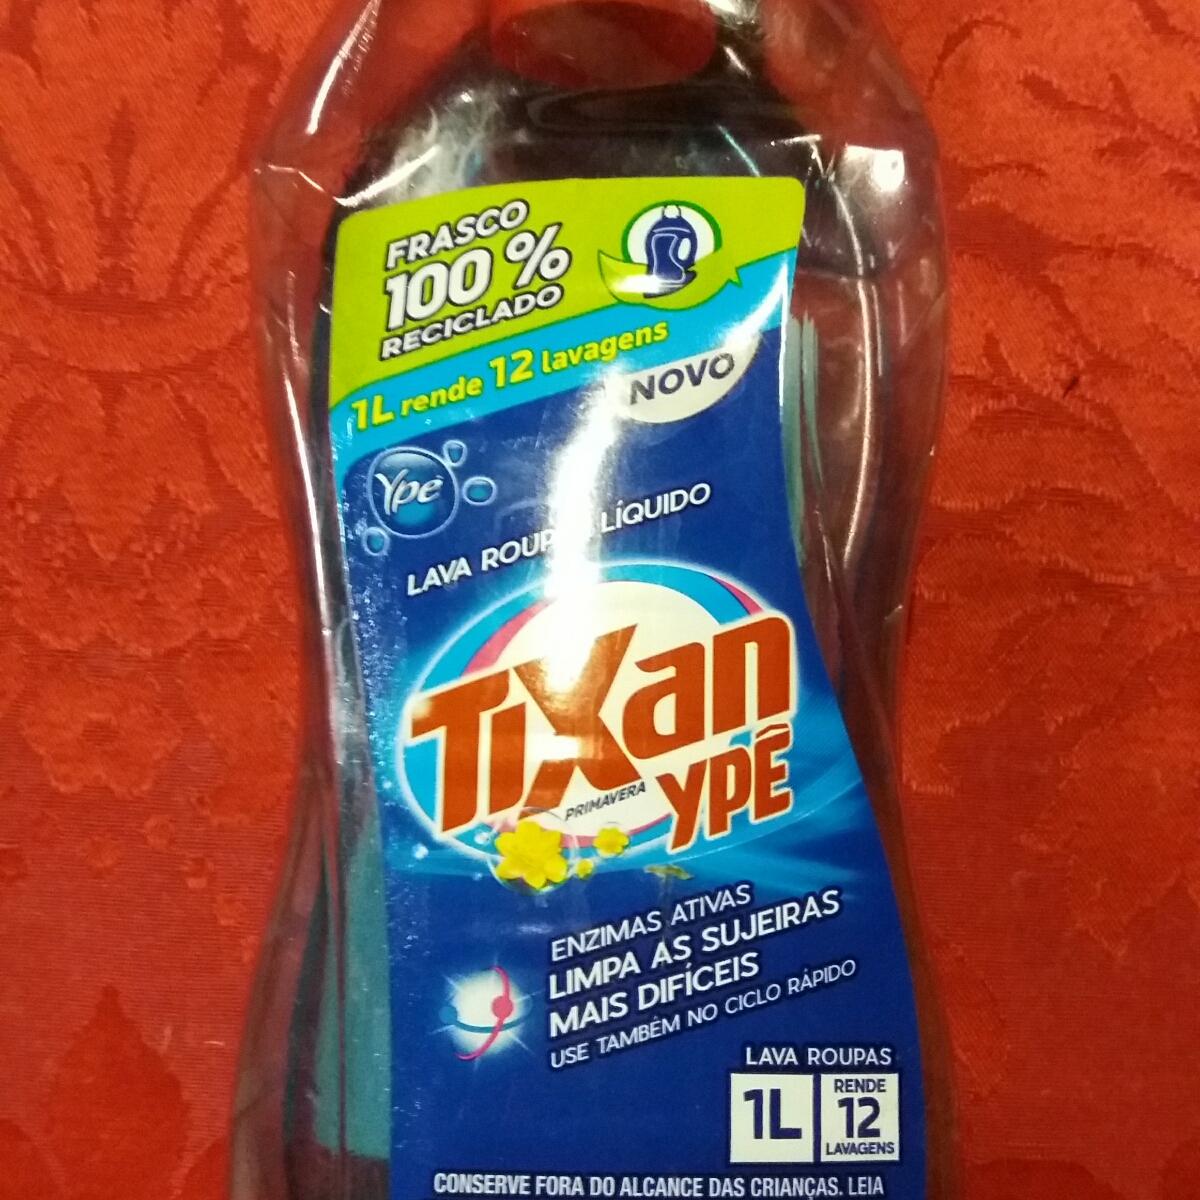 FRASCO
100%
RECICLADO
1L rende 12 lavagens
NOVO
Ypê
LAVA LÍQUIDO
TiXan
YPÊ
PRIMAVERA
ENZIMAS ATIVAS
LIMPA AS SUJEIRAS
MAIS DIFÍCEIS
USE TAMBÉM NO CICLO RÁPIDO
LAVA ROUPAS
1L
RENDE
12
LAVAGENS
CONSERVE FORA DO ALCANCE DAS CRIANÇAS. LEIA